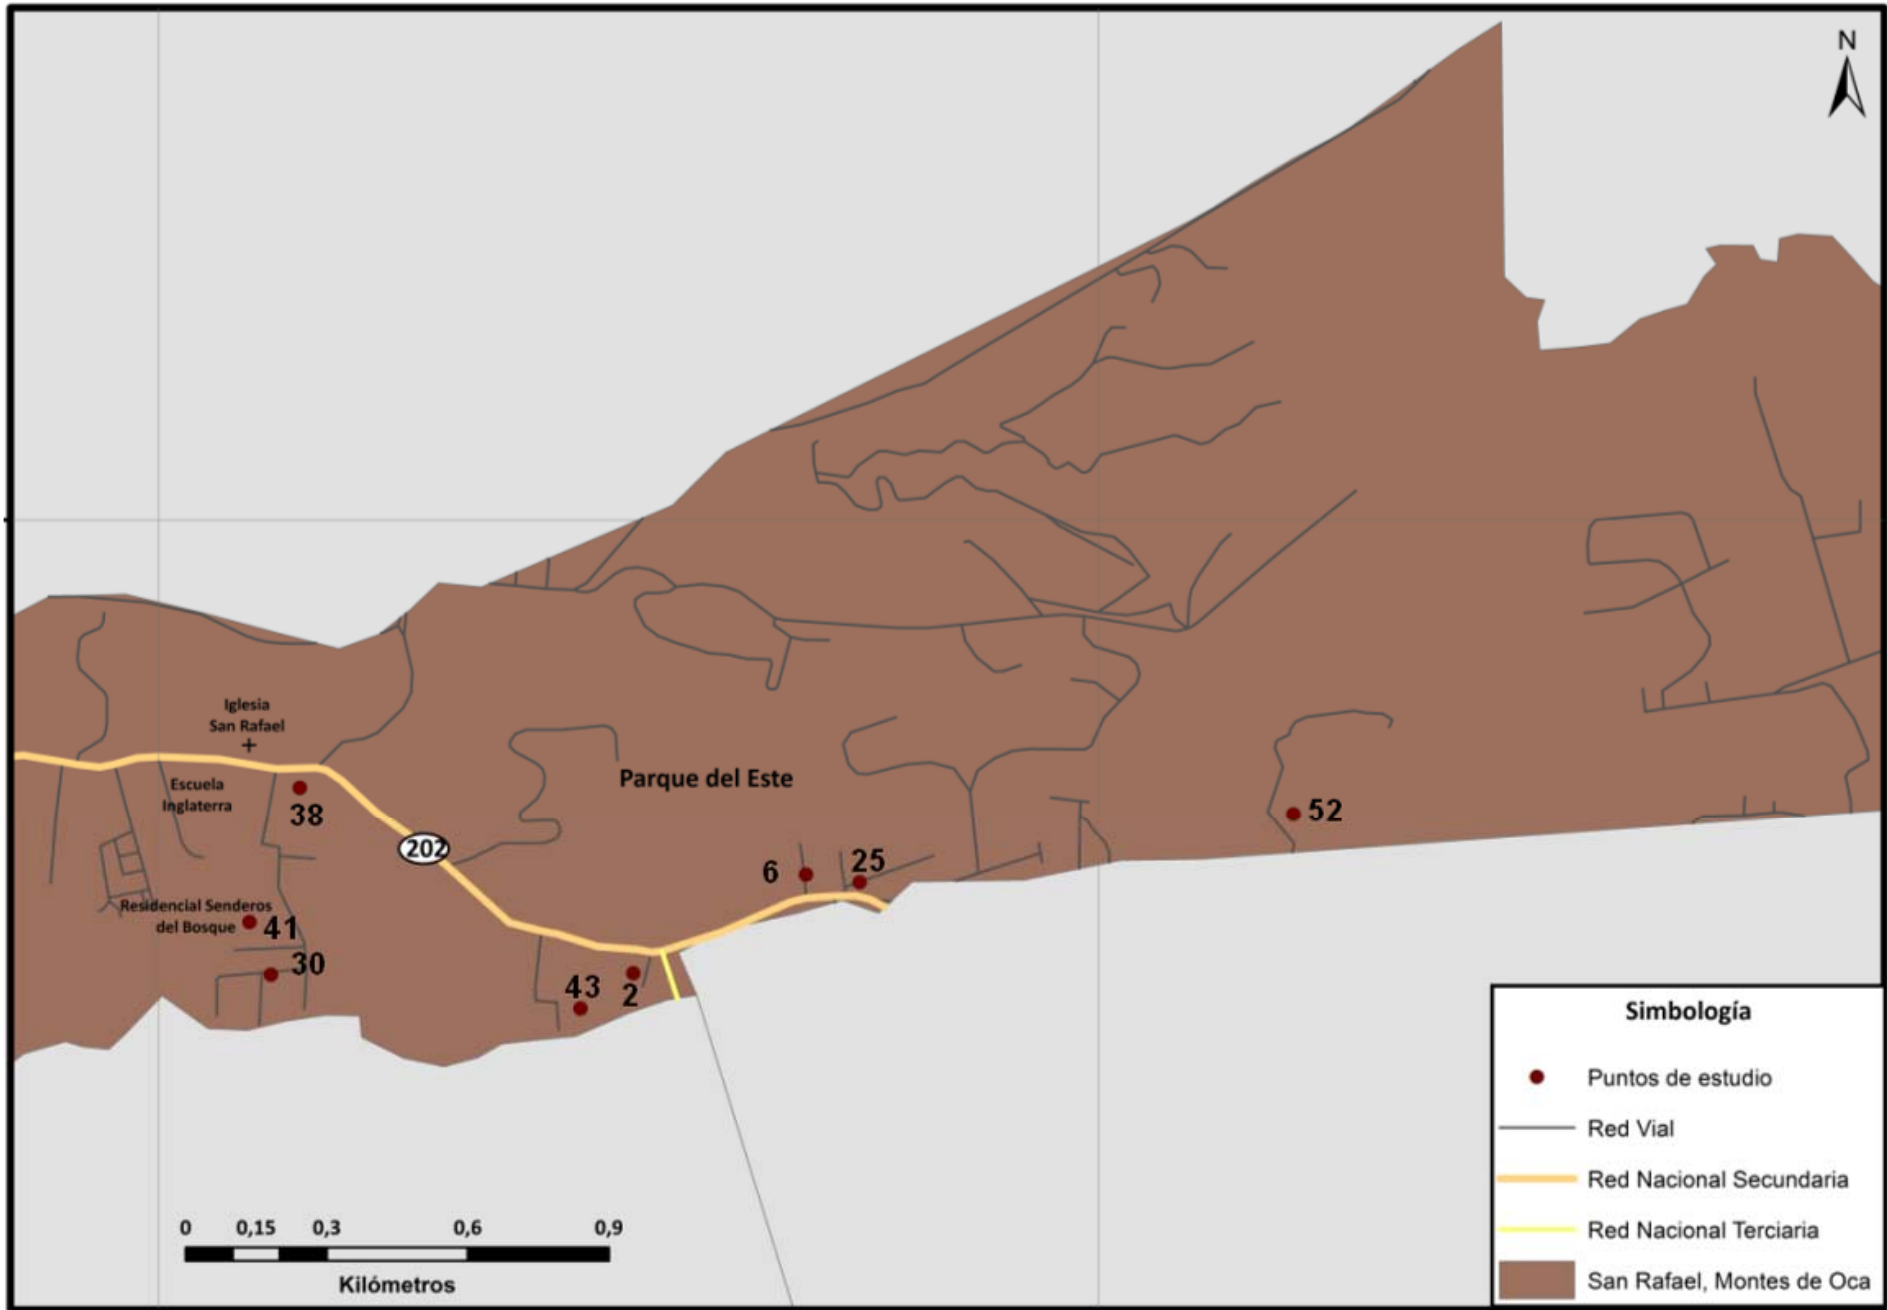 N
Iglesia
San Rafael
Escuela
Inglaterra
38
Parque del Este
202
52
6
25
Residencial Senderos
del Bosque
41
30
43
2
Simbología
Puntos de estudio
Red Vial
Red Nacional Secundaria
Red Nacional Terciaria
San Rafael, Montes de Oca
0 0,15 0,3 0,6 0,9
Kilómetros